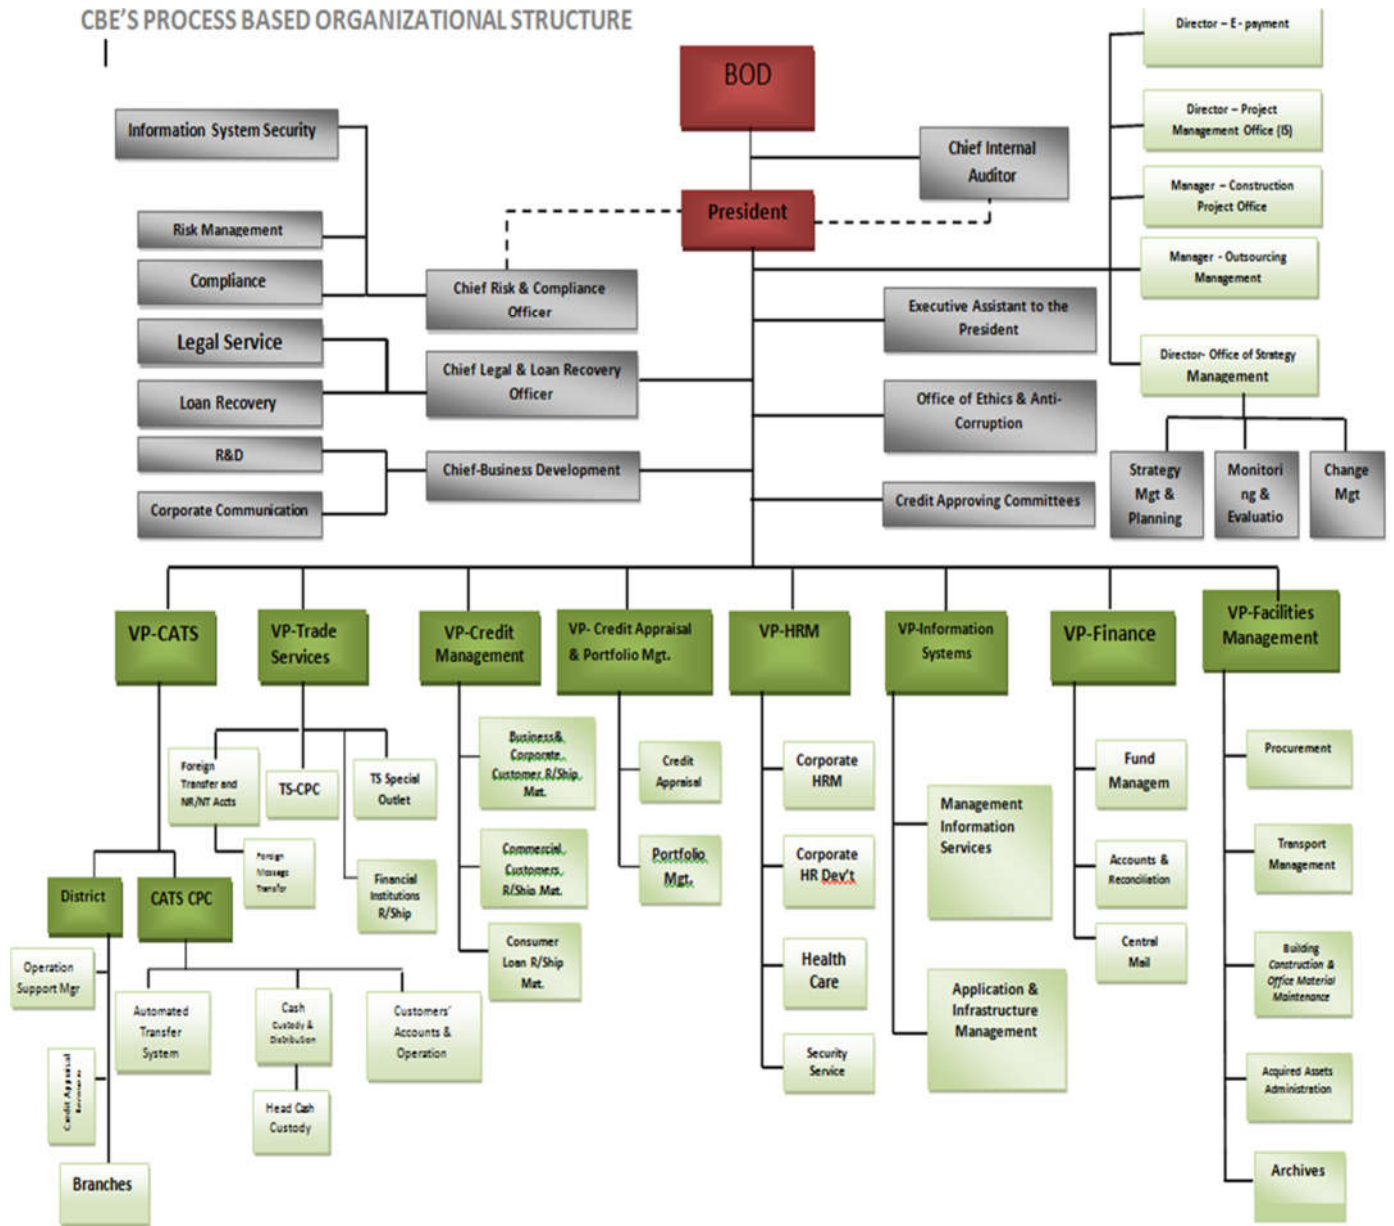 CBE'S PROCESS BASED ORGANIZATIONAL STRUCTURE
BOD
President
Chief Internal
Auditor
Director – E - payment
Director – Project
Management Office (IS)
Manager – Construction
Project Office
Manager - Outsourcing
Management
Director- Office of Strategy
Management
Strategy
Mgt &
Planning
Monitori
ng &
Evaluatio
Change
Mgt
Information System Security
Risk Management
Compliance
Legal Service
Loan Recovery
R&D
Corporate Communication
Chief Risk & Compliance
Officer
Chief Legal & Loan Recovery
Officer
Chief-Business Development
Executive Assistant to the
President
Office of Ethics & Anti-
Corruption
Credit Approving Committees
VP-CATS
VP-Trade
Services
VP-Credit
Management
VP- Credit Appraisal
& Portfolio Mgt.
VP-HRM
VP-Information
Systems
VP-Finance
VP-Facilities
Management
District
CATS CPC
Operation
Support Mgr
Credit Appraisal
Branches
Automated
Transfer
System
Cash
Custody &
Distribution
Head Cash
Custody
Customers'
Accounts &
Operation
Foreign
Transfer and
NR/NT Accts
Foreign
Message
Transfer
TS-CPC
TS Special
Outlet
Financial
Institutions
R/Ship
Business&
Corporate
Customer R/Ship
Mat.
Commercial
Customers
R/Ship Mat.
Consumer
Loan R/Ship
Mat.
Credit
Appraisal
Portfolio
Mgt.
Corporate
HRM
Corporate
HR Dev't
Health
Care
Security
Service
Management
Information
Services
Application &
Infrastructure
Management
Fund
Managem
Accounts &
Reconciliation
Central
Mail
Procurement
Transport
Management
Building
Construction &
Office Material
Maintenance
Acquired Assets
Administration
Archives